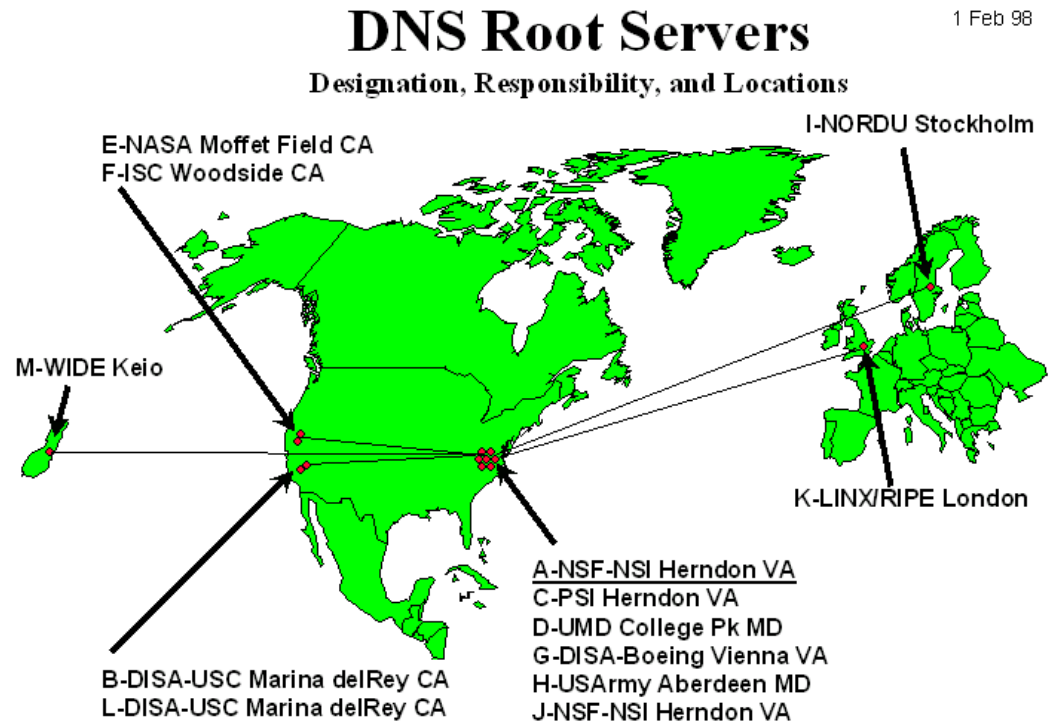 DNS Root Servers
1 Feb 98
Designation, Responsibility, and Locations
I-NORDU Stockholm
E-NASA Moffet Field CA
F-ISC Woodside CA
M-WIDE Keio
K-LINX/RIPE London
A-NSF-NSI Herndon VA
C-PSI Herndon VA
D-UMD College Pk MD
G-DISA-Boeing Vienna VA
H-USArmy Aberdeen MD
J-NSF-NSI Herndon VA
B-DISA-USC Marina delRey CA
L-DISA-USC Marina delRey CA